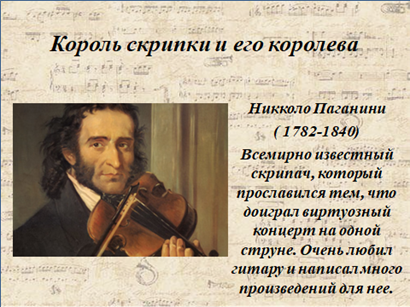 Король скрипки и его королева
Никколо Паганини
( 1782-1840)
Всемирно известный
скрипач, который
прославился тем, что
доиграл виртуозный
концерт на одной
струне. Очень любил
гитару и написал много
произведений для нее.